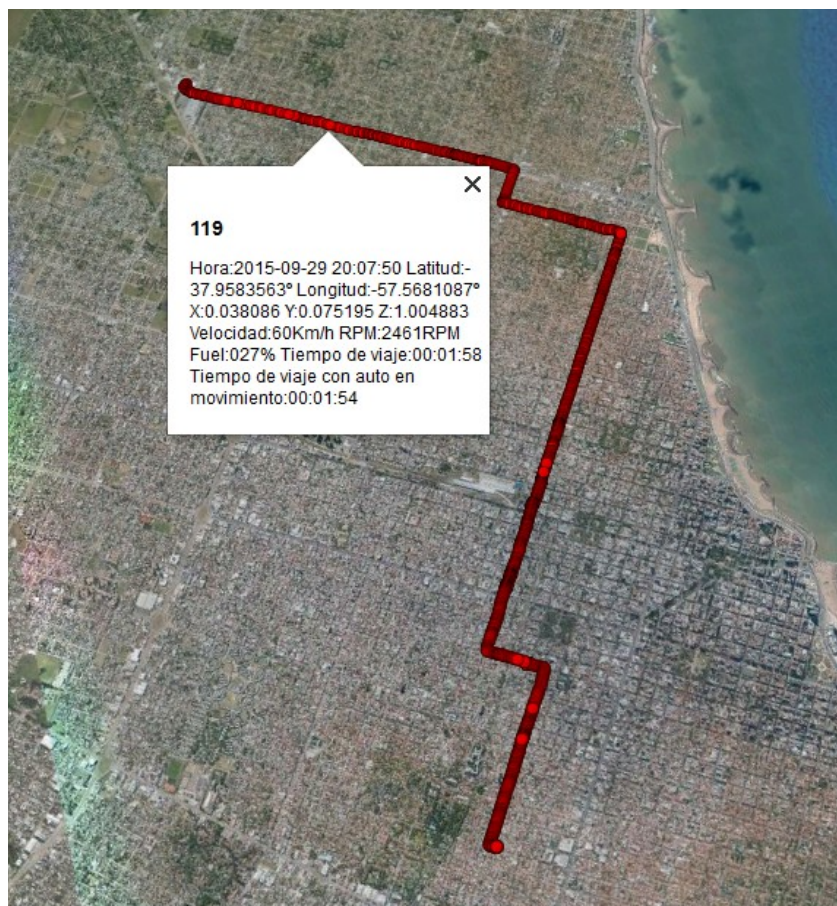 119
Hora:2015-09-29 20:07:50 Latitud:-
37.9583563º Longitud:-57.5681087º
X:0.038086 Y:0.075195 Z:1.004883
Velocidad:60Km/h RPM:2461RPM
Fuel:027% Tiempo de viaje:00:01:58
Tiempo de viaje con auto en
movimiento:00:01:54